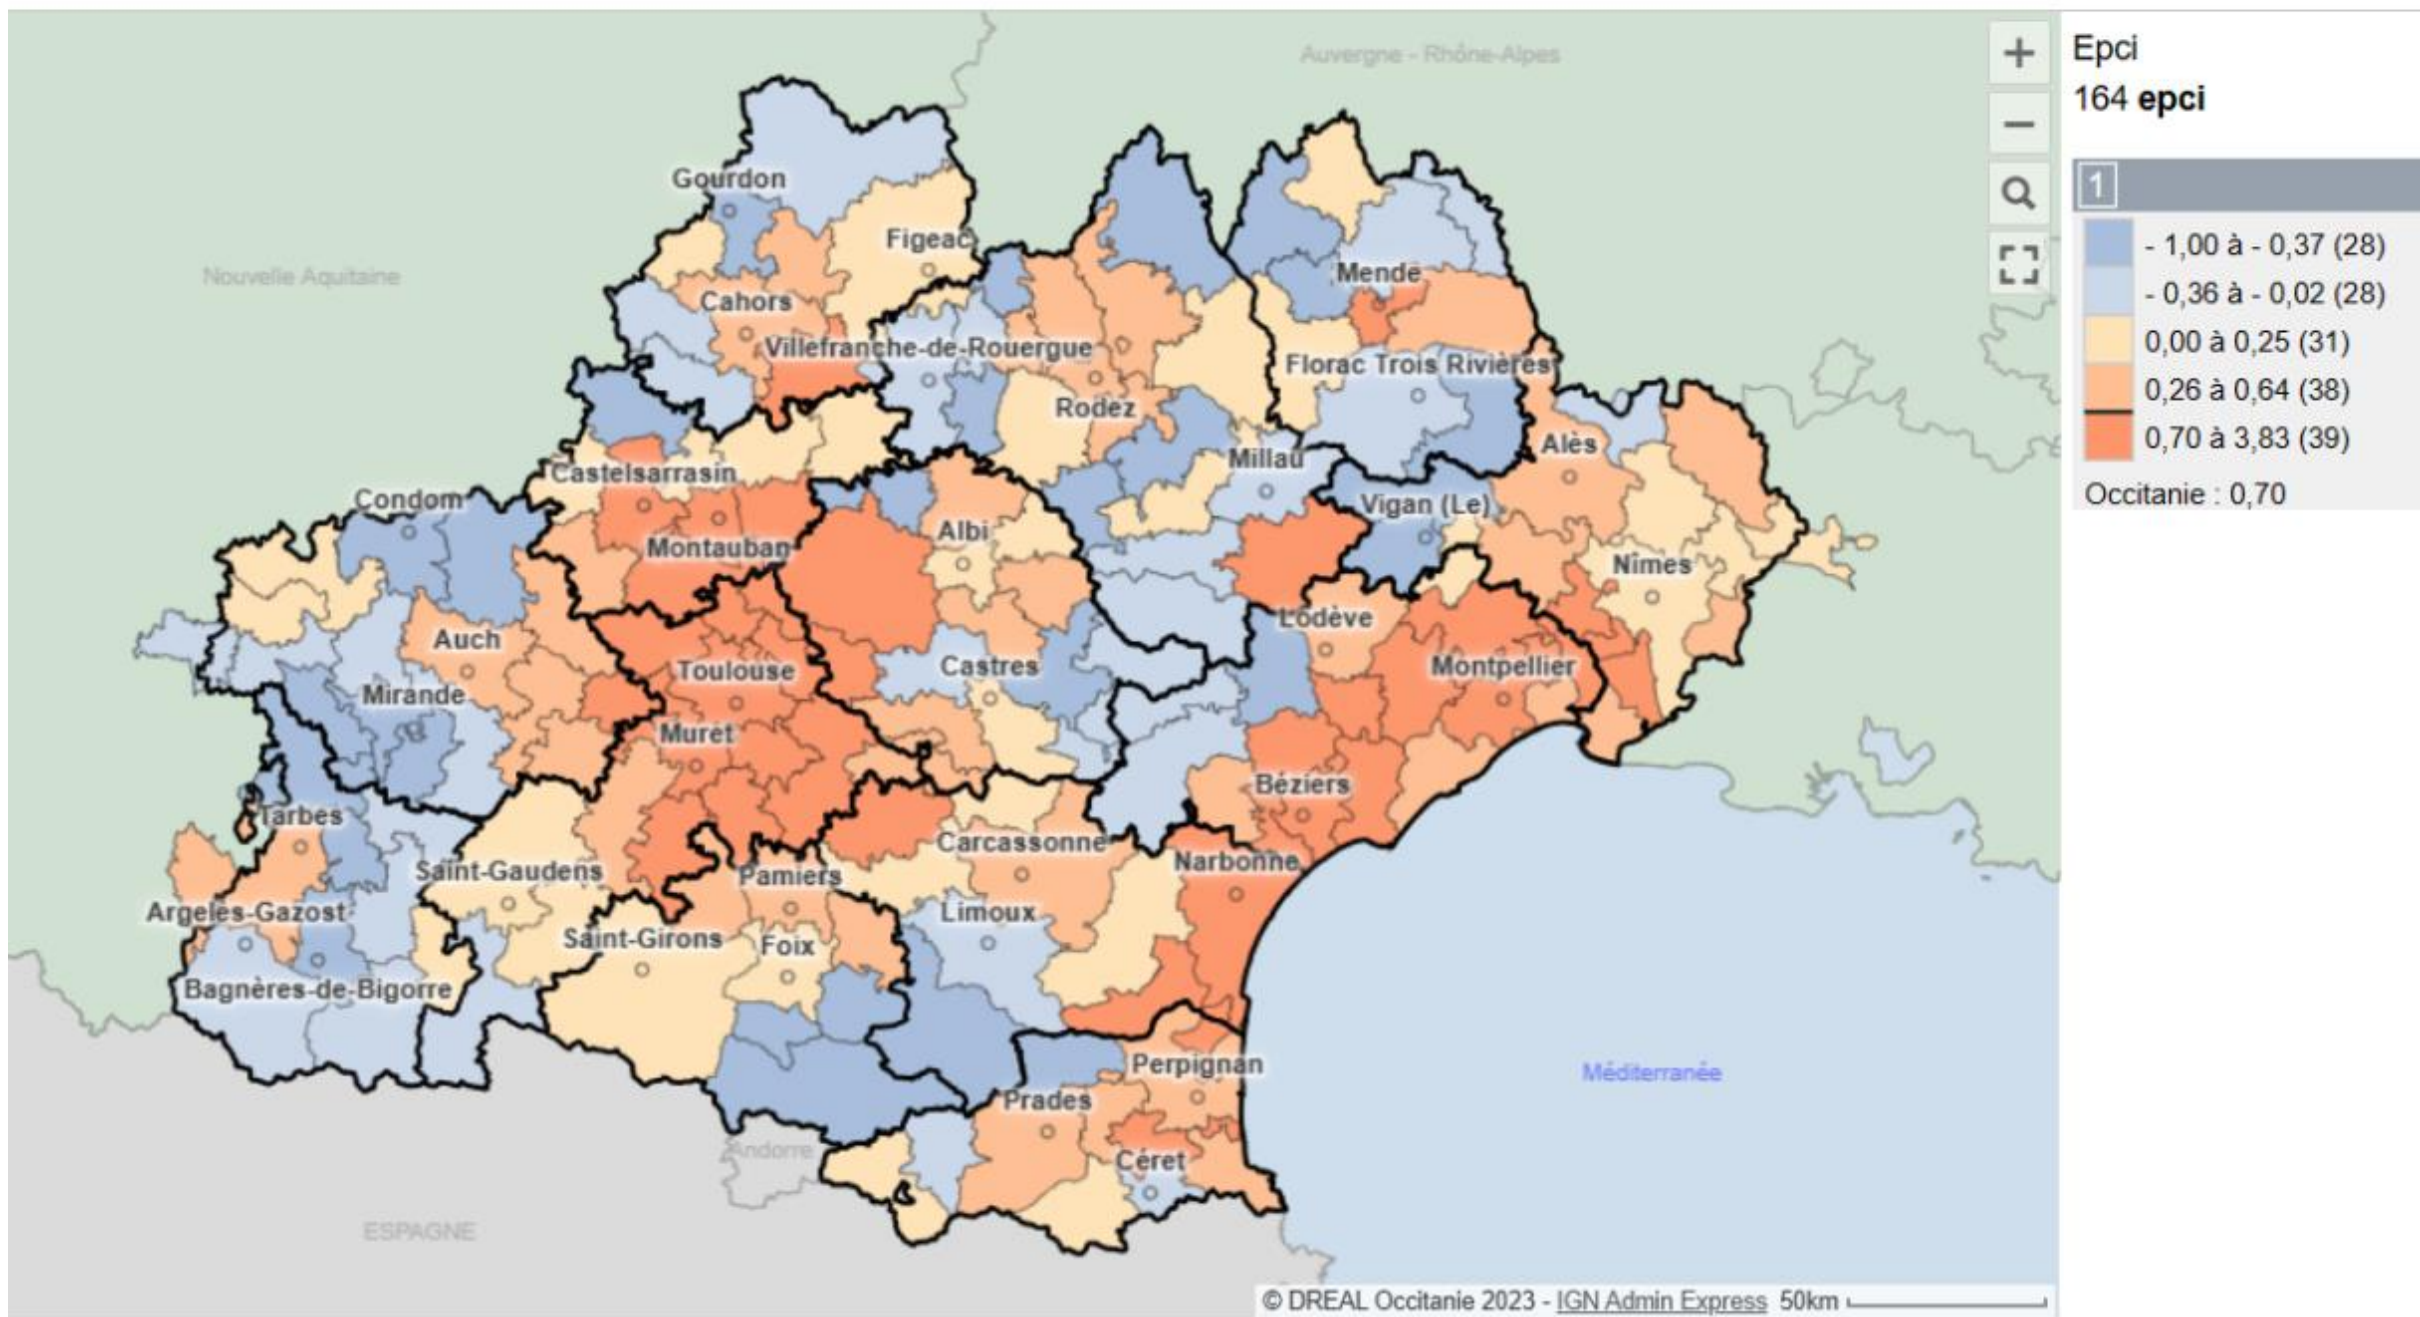 Auvergne - Rhône-Alpes
Gourdon
Nouvelle Aquitaine
Figeac
Mende
Cahors
Villefranche-de-Rouergue
Florac Trois Rivières
Rodez
Alès
Millau
Castelsarrasin
Condom
Vigan (Le)
Albi
Montauban
Nîmes
Lodève
Auch
Castres
Montpellier
Toulouse
Mirande
Muret
Béziers
Tarbes
Carcassonne
Narbonne
Saint-Gaudens
Pamiers
Argelès-Gazost
Limoux
Saint-Girons
Foix
Bagnères-de-Bigorre
Perpignan
Méditerranée
Prades
Andorre
Céret
ESPAGNE
© DREAL Occitanie 2023 - IGN Admin Express 50km
+
−
Epci
164 epci
1
- 1,00 à - 0,37 (28)
- 0,36 à - 0,02 (28)
0,00 à 0,25 (31)
0,26 à 0,64 (38)
0,70 à 3,83 (39)
Occitanie : 0,70